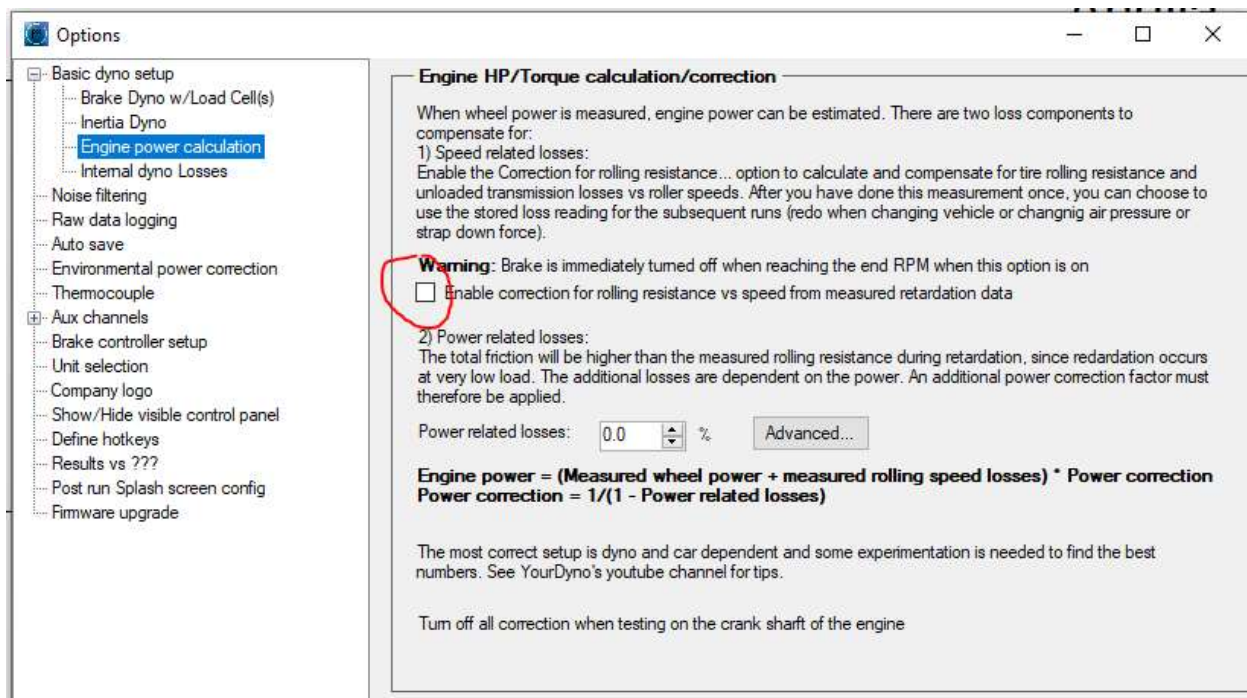 Options
Basic dyno setup
Brake Dyno w/Load Cell(s)
Inertia Dyno
Engine power calculation
Internal dyno Losses
Noise filtering
Raw data logging
Auto save
Environmental power correction
Thermocouple
Aux channels
Brake controller setup
Unit selection
Company logo
Show/Hide visible control panel
Define hotkeys
Results vs ???
Post run Splash screen config
Firmware upgrade
Engine HP/Torque calculation/correction
When wheel power is measured, engine power can be estimated. There are two loss components to
compensate for:
1) Speed related losses:
Enable the Correction for rolling resistance... option to calculate and compensate for tire rolling resistance and
unloaded transmission losses vs roller speeds. After you have done this measurement once, you can choose to
use the stored loss reading for the subsequent runs (redo when changing vehicle or changnig air pressure or
strap down force).
Warning: Brake is immediately turned off when reaching the end RPM when this option is on
Enable correction for rolling resistance vs speed from measured retardation data
2) Power related losses:
The total friction will be higher than the measured rolling resistance during retardation, since redardation occurs
at very low load. The additional losses are dependent on the power. An additional power correction factor must
therefore be applied.
Power related losses: 0.0 % Advanced...
Engine power = (Measured wheel power + measured rolling speed losses) * Power correction
Power correction = 1/(1 - Power related losses)
The most correct setup is dyno and car dependent and some experimentation is needed to find the best
numbers. See YourDyno's youtube channel for tips.
Turn off all correction when testing on the crank sharft of the engine